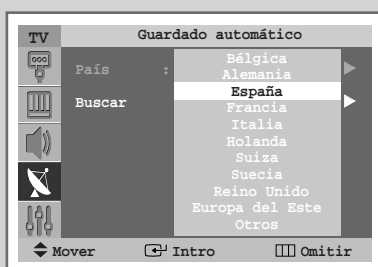 TV Guardado automático
País :
Buscar
Bélgica
Alemania
España
Francia
Italia
Holanda
Suiza
Suecia
Reino Unido
Europa del Este
Otros
Mover Intro Omitir